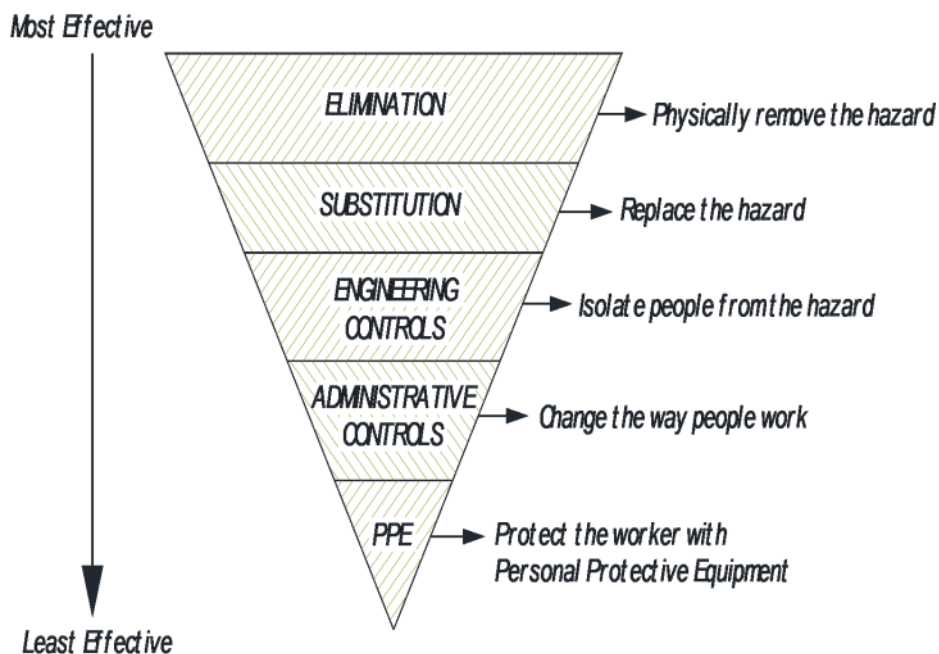 Most Effective
ELIMINATION
Physically remove the hazard
SUBSTITUTION
Replace the hazard
ENGINEERING
CONTROLS
Isolate people from the hazard
ADMINISTRATIVE
CONTROLS
Change the way people work
PPE
Protect the worker with
Personal Protective Equipment
Least Effective